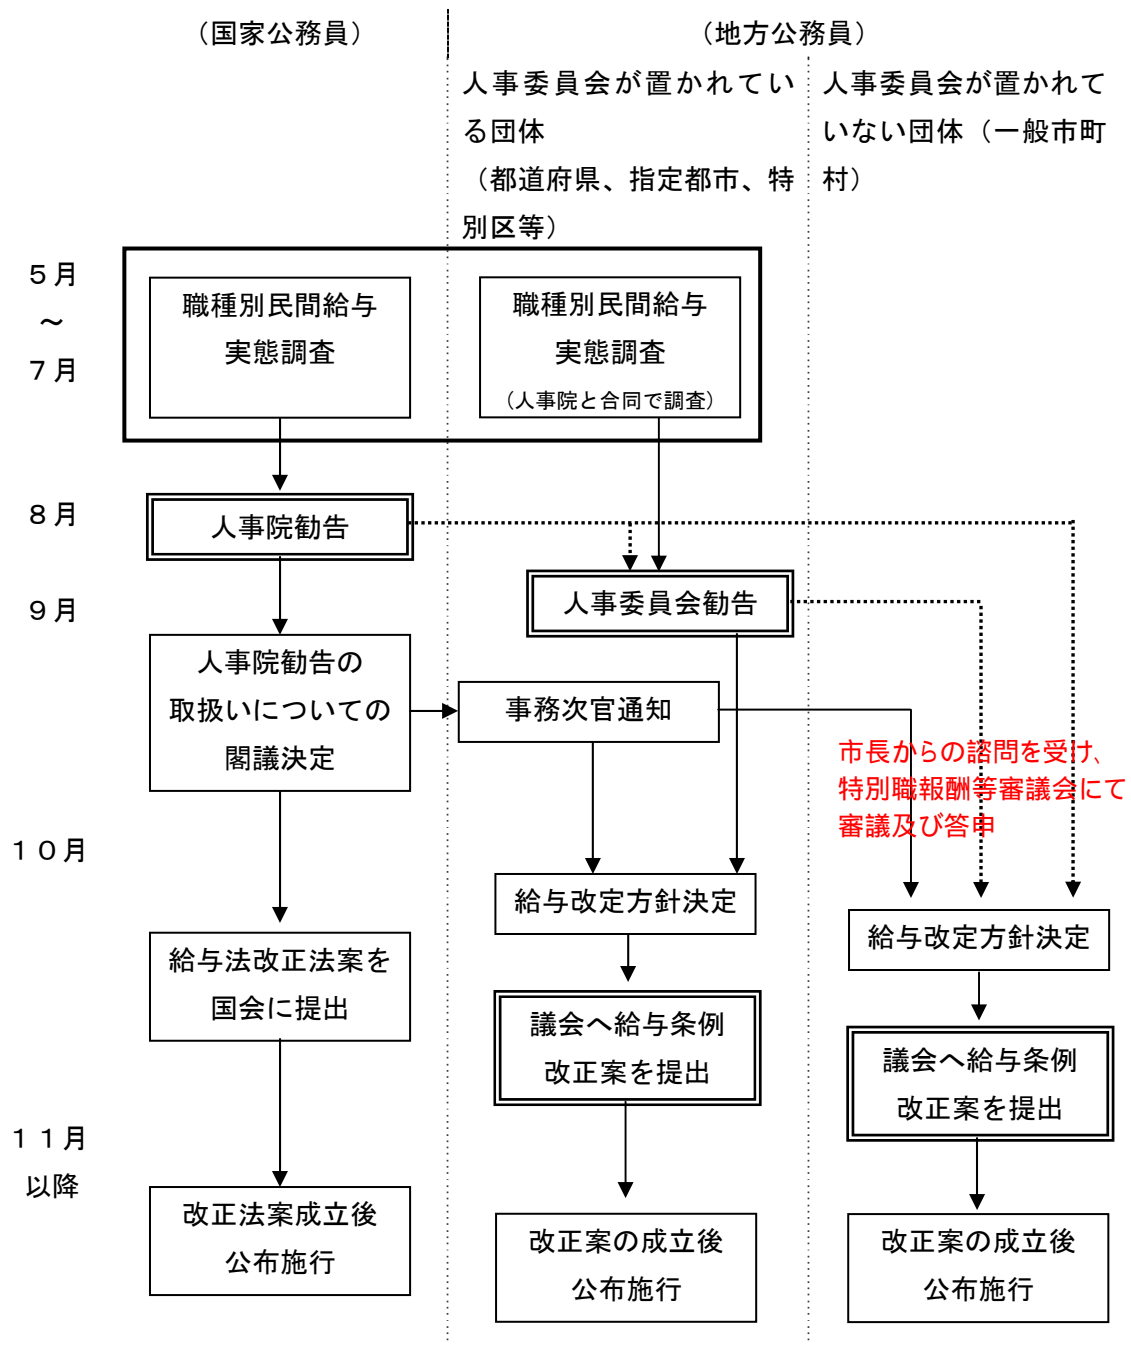 （国家公務員）
（地方公務員）
人事委員会が置かれてい
る団体
（都道府県、指定都市、特
別区等）
人事委員会が置かれて
いない団体（一般市町
村）
５月
～
７月
職種別民間給与
実態調査
職種別民間給与
実態調査
（人事院と合同で調査）
８月
人事院勧告
９月
人事委員会勧告
人事院勧告の
取扱いについての
閣議決定
事務次官通知
市長からの諮問を受け、
特別職報酬等審議会にて
審議及び答申
１０月
給与改定方針決定
給与改定方針決定
給与法改正法案を
国会に提出
議会へ給与条例
改正案を提出
議会へ給与条例
改正案を提出
１１月
以降
改正法案成立後
公布施行
改正案の成立後
公布施行
改正案の成立後
公布施行